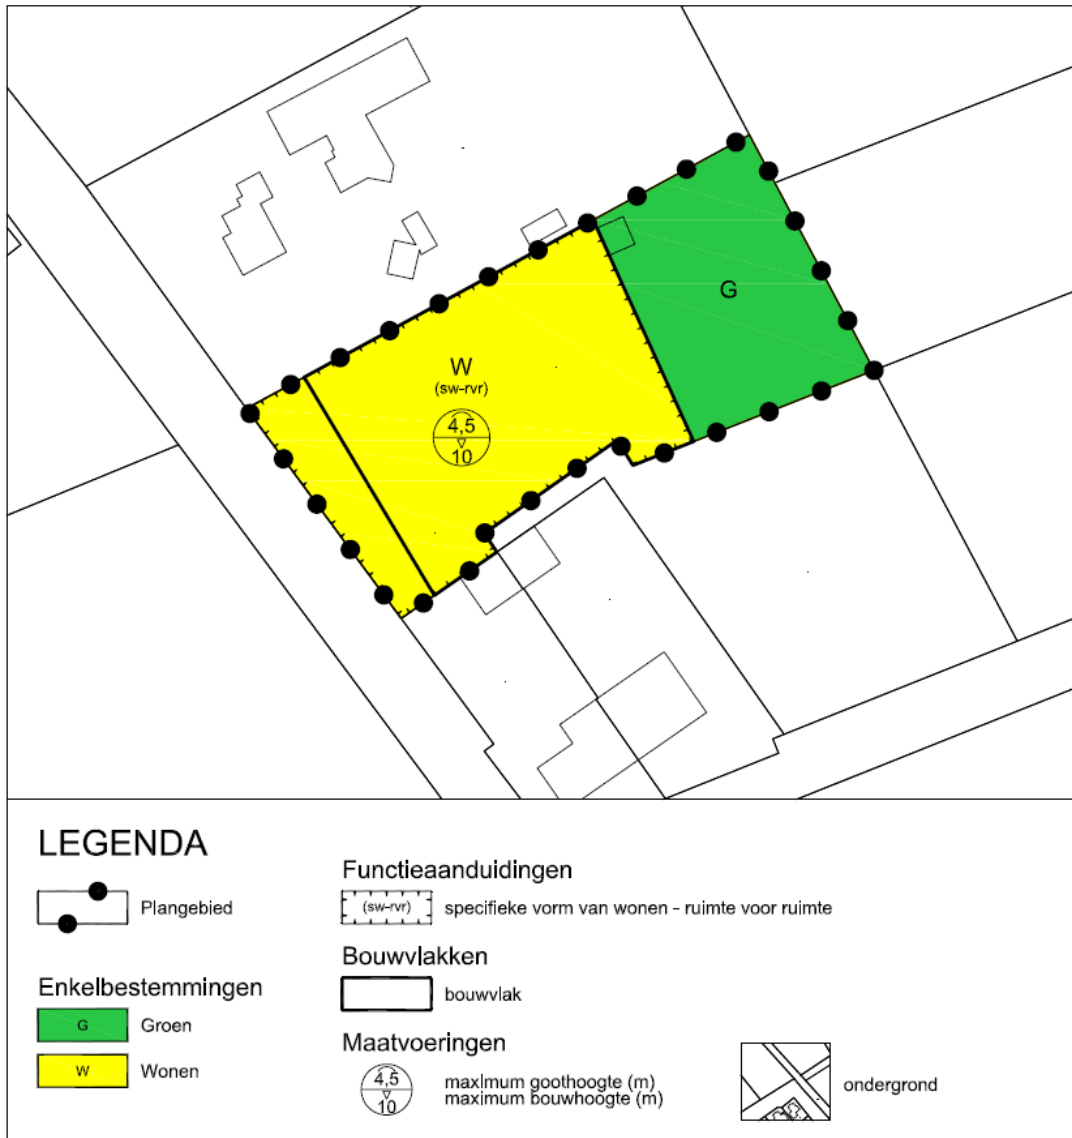 G
W
(sw-rvr)
4,5
10
LEGENDA
Plangebied
Enkelbestemmingen
G Groen
W Wonen
Functieaanduidingen
(sw-rvr) specifieke vorm van wonen - ruimte voor ruimte
Bouwvlakken
bouwvlak
Maatvoeringen
4,5 maximum goothoogte (m)
10 maximum bouwhoogte (m)
ondergrond